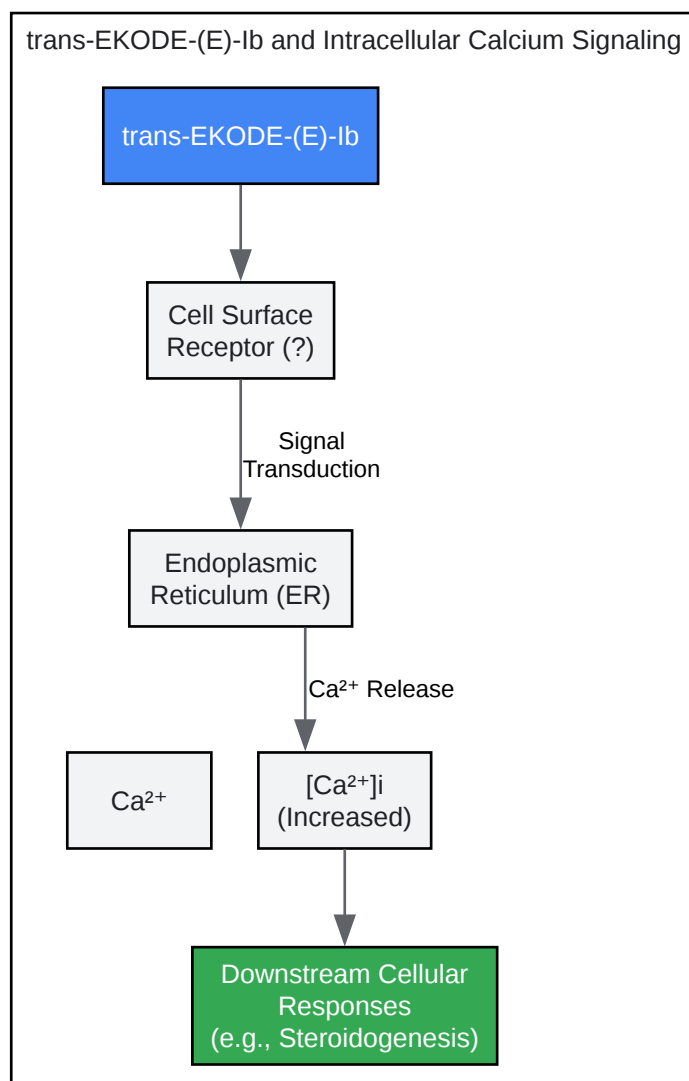 trans-EKODE-(E)-Ib and Intracellular Calcium Signaling
trans-EKODE-(E)-Ib
Cell Surface
Receptor (?)
Signal
Transduction
Endoplasmic
Reticulum (ER)
Ca²⁺ Release
Ca²⁺
[Ca²⁺]i
(Increased)
Downstream Cellular
Responses
(e.g., Steroidogenesis)